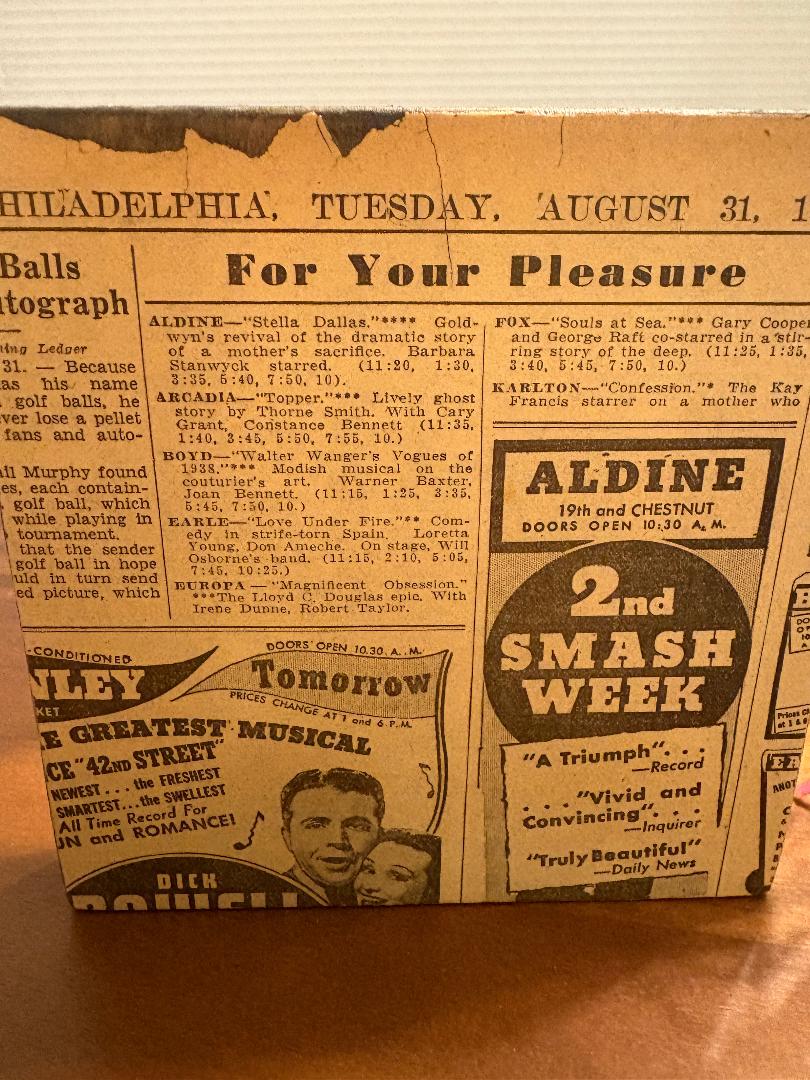 HILADELPHIA, TUESDAY, AUGUST 31, 1
Balls
tograph
ing Ledger
31. — Because
as his name
golf balls, he
ver lose a pellet
fans and auto-
ail Murphy found
es, each contain-
golf ball, which
while playing in
tournament.
that the sender
golf ball in hope
uld in turn send
ed picture, which
For Your Pleasure
ALDINE—"Stella Dallas."**** Gold-
wyn's revival of the dramatic story
of a mother's sacrifice. Barbara
Stanwyck starred. (11:20, 1:30,
3:35, 5:40, 7:50, 10).
ARCADIA—"Topper."*** Lively ghost
story by Thorne Smith. With Cary
Grant, Constance Bennett (11:35,
1:40, 3:45, 5:50, 7:55, 10.)
BOYD—"Walter Wanger's Vogues of
1938."*** Modish musical on the
couturier's art. Warner Baxter,
Joan Bennett. (11:15, 1:25, 3:35,
5:45, 7:50, 10.)
EARLE—"Love Under Fire."** Com-
edy in strife-torn Spain. Loretta
Young, Don Ameche. On stage, Will
Osborne's band. (11:15, 2:10, 5:05,
7:45, 10:25.)
EUROPA—"Magnificent Obsession."
***The Lloyd C. Douglas epic. With
Irene Dunne, Robert Taylor.
FOX—"Souls at Sea."*** Gary Cooper
and George Raft co-starred in a stir-
ring story of the deep. (11:25, 1:35,
3:40, 5:45, 7:50, 10.)
KARLTON—"Confession."* The Kay
Francis starrer on a mother who
-CONDITIONED
NLEY
KET
DOORS OPEN 10.30 A.M.
Tomorrow
PRICES CHANGE AT 1 and 6 P.M.
E GREATEST MUSICAL
CE "42ND STREET"
NEWEST...the FRESHEST
SMARTEST...the SWELLEST
All Time Record For
UN and ROMANCE!
DICK
POWELL
ALDINE
19th and CHESTNUT
DOORS OPEN 10:30 A.M.
2nd
SMASH
WEEK
"A Triumph"...
—Record
..."Vivid and
Convincing"...
—Inquirer
"Truly Beautiful"
—Daily News
B
DO
Prices C
at 1 & 6
ANOT